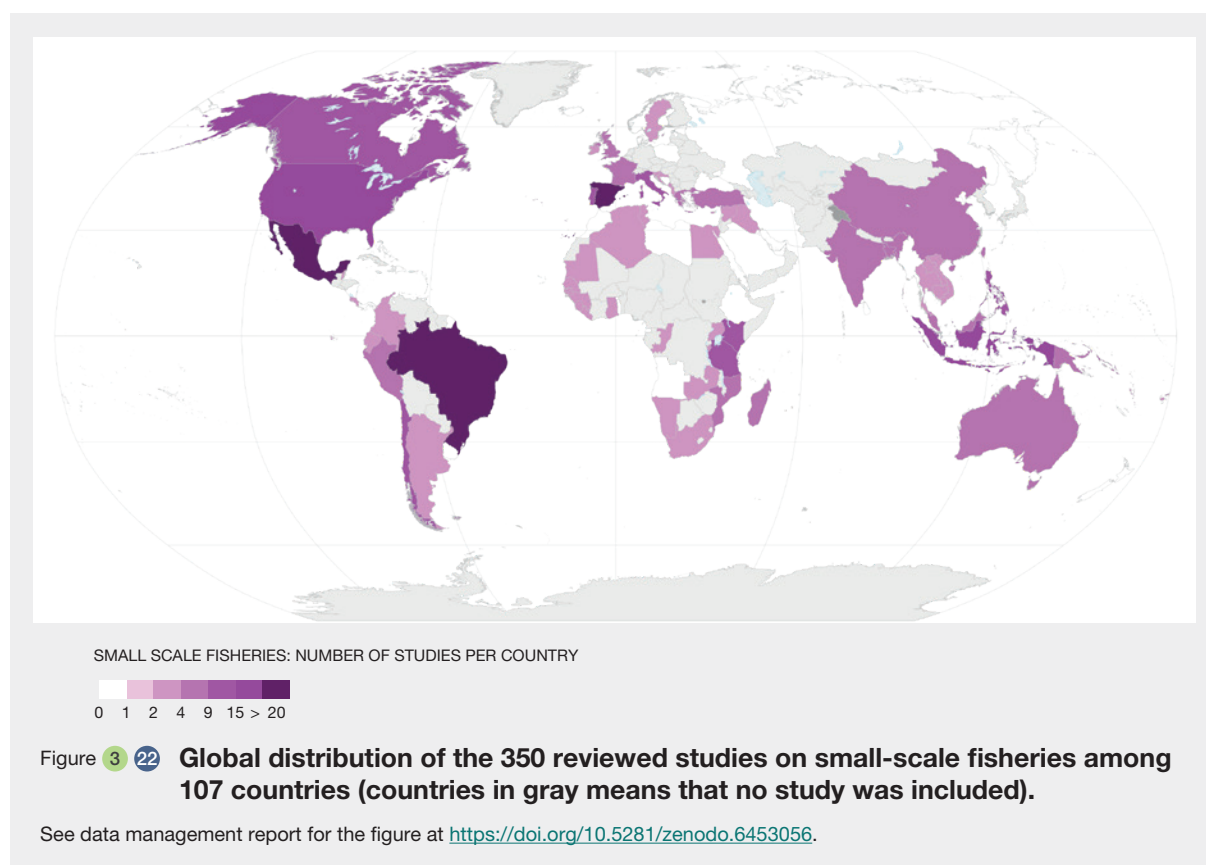 SMALL SCALE FISHERIES: NUMBER OF STUDIES PER COUNTRY
0 1 2 4 9 15 > 20
Figure 3 22 Global distribution of the 350 reviewed studies on small-scale fisheries among
107 countries (countries in gray means that no study was included).
See data management report for the figure at https://doi.org/10.5281/zenodo.6453056.